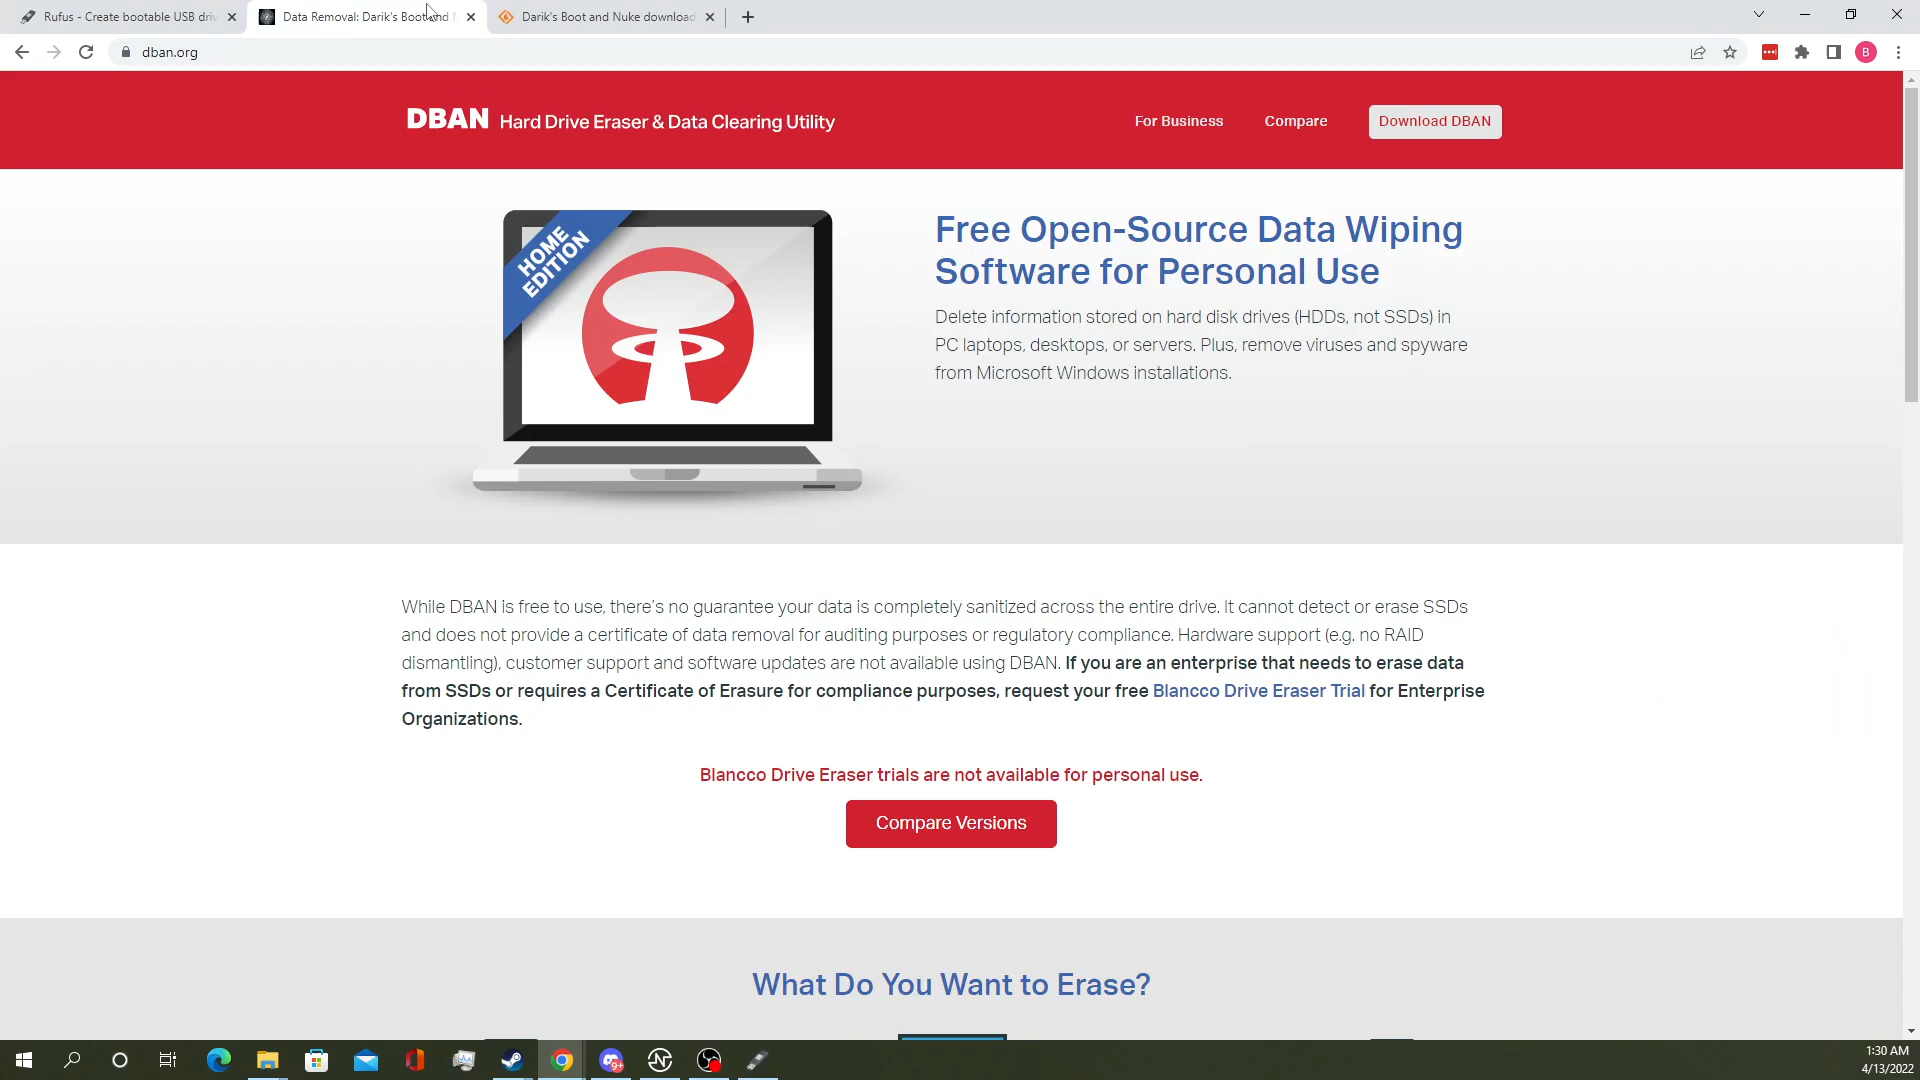 Rufus - Create bootable USB driv
Data Removal: Darik's Boot and N
Darik's Boot and Nuke download
dban.org
B
DBAN Hard Drive Eraser & Data Clearing Utility
For Business
Compare
Download DBAN
HOME
EDITION
Free Open-Source Data Wiping
Software for Personal Use
Delete information stored on hard disk drives (HDDs, not SSDs) in
PC laptops, desktops, or servers. Plus, remove viruses and spyware
from Microsoft Windows installations.
While DBAN is free to use, there's no guarantee your data is completely sanitized across the entire drive. It cannot detect or erase SSDs
and does not provide a certificate of data removal for auditing purposes or regulatory compliance. Hardware support (e.g. no RAID
dismantling), customer support and software updates are not available using DBAN. If you are an enterprise that needs to erase data
from SSDs or requires a Certificate of Erasure for compliance purposes, request your free Blancco Drive Eraser Trial for Enterprise
Organizations.
Blancco Drive Eraser trials are not available for personal use.
Compare Versions
What Do You Want to Erase?
9+
1:30 AM
4/13/2022